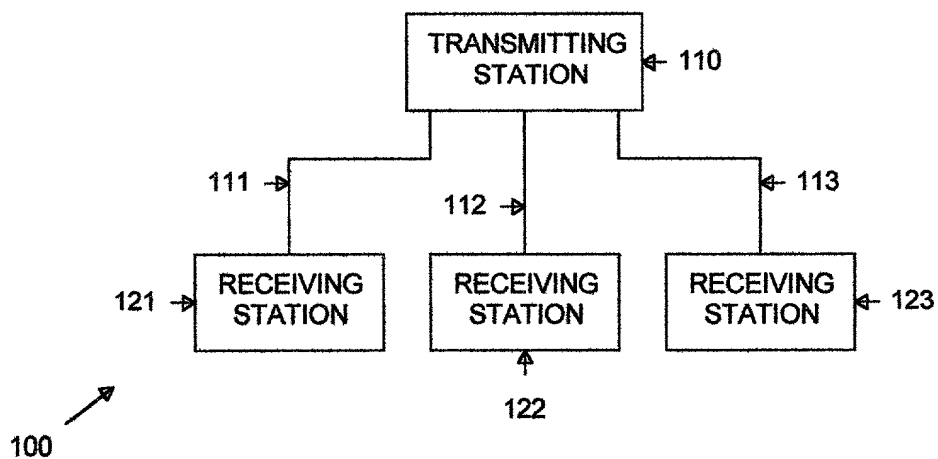 TRANSMITTING
STATION
110
111
112
113
RECEIVING
STATION
RECEIVING
STATION
RECEIVING
STATION
121
123
122
100